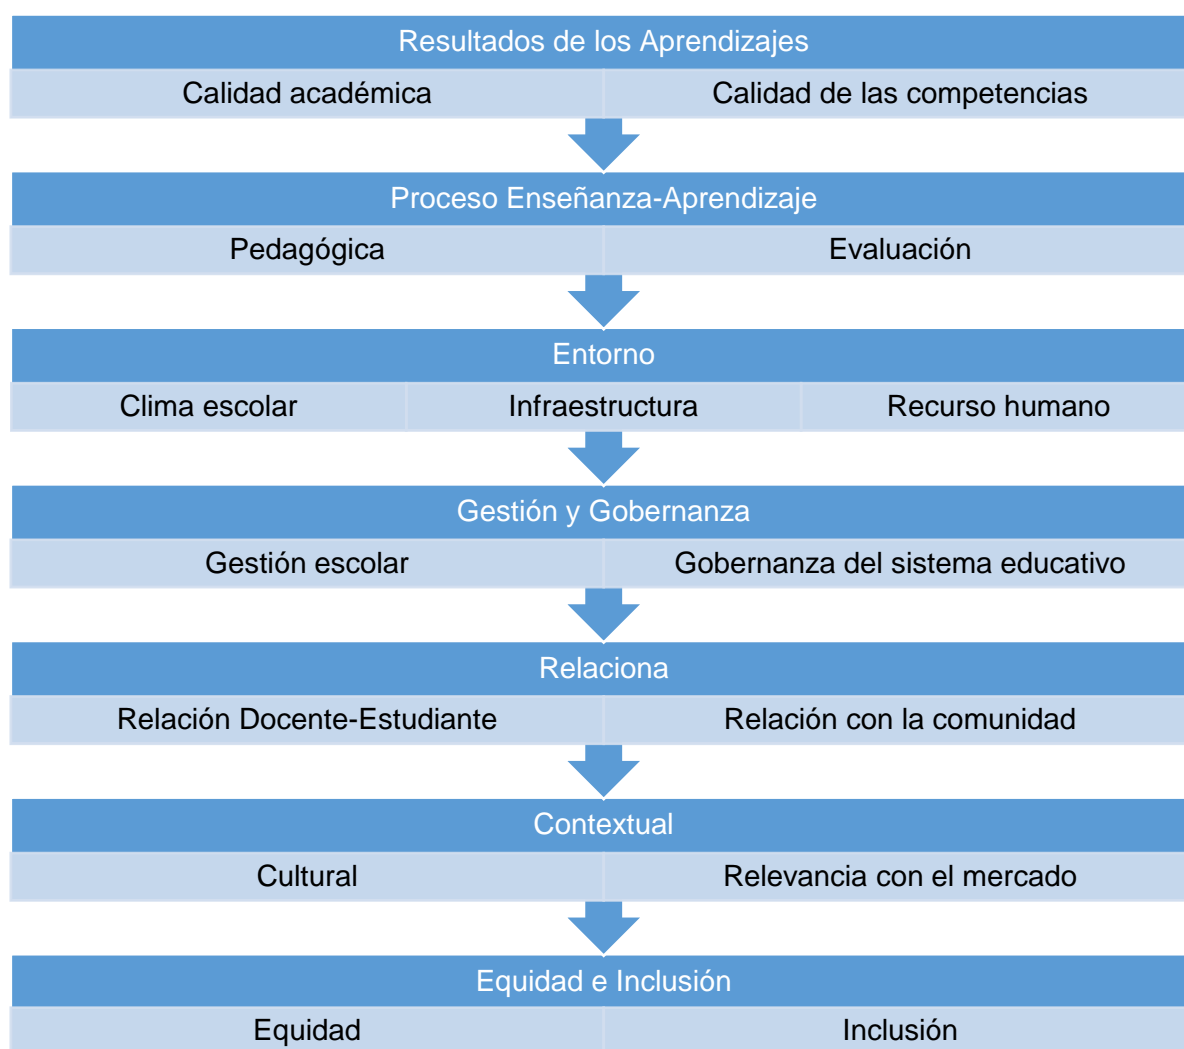 Resultados de los Aprendizajes
Calidad académica
Calidad de las competencias
Proceso Enseñanza-Aprendizaje
Pedagógica
Evaluación
Entorno
Clima escolar
Infraestructura
Recurso humano
Gestión y Gobernanza
Gestión escolar
Gobernanza del sistema educativo
Relaciona
Relación Docente-Estudiante
Relación con la comunidad
Contextual
Cultural
Relevancia con el mercado
Equidad e Inclusión
Equidad
Inclusión